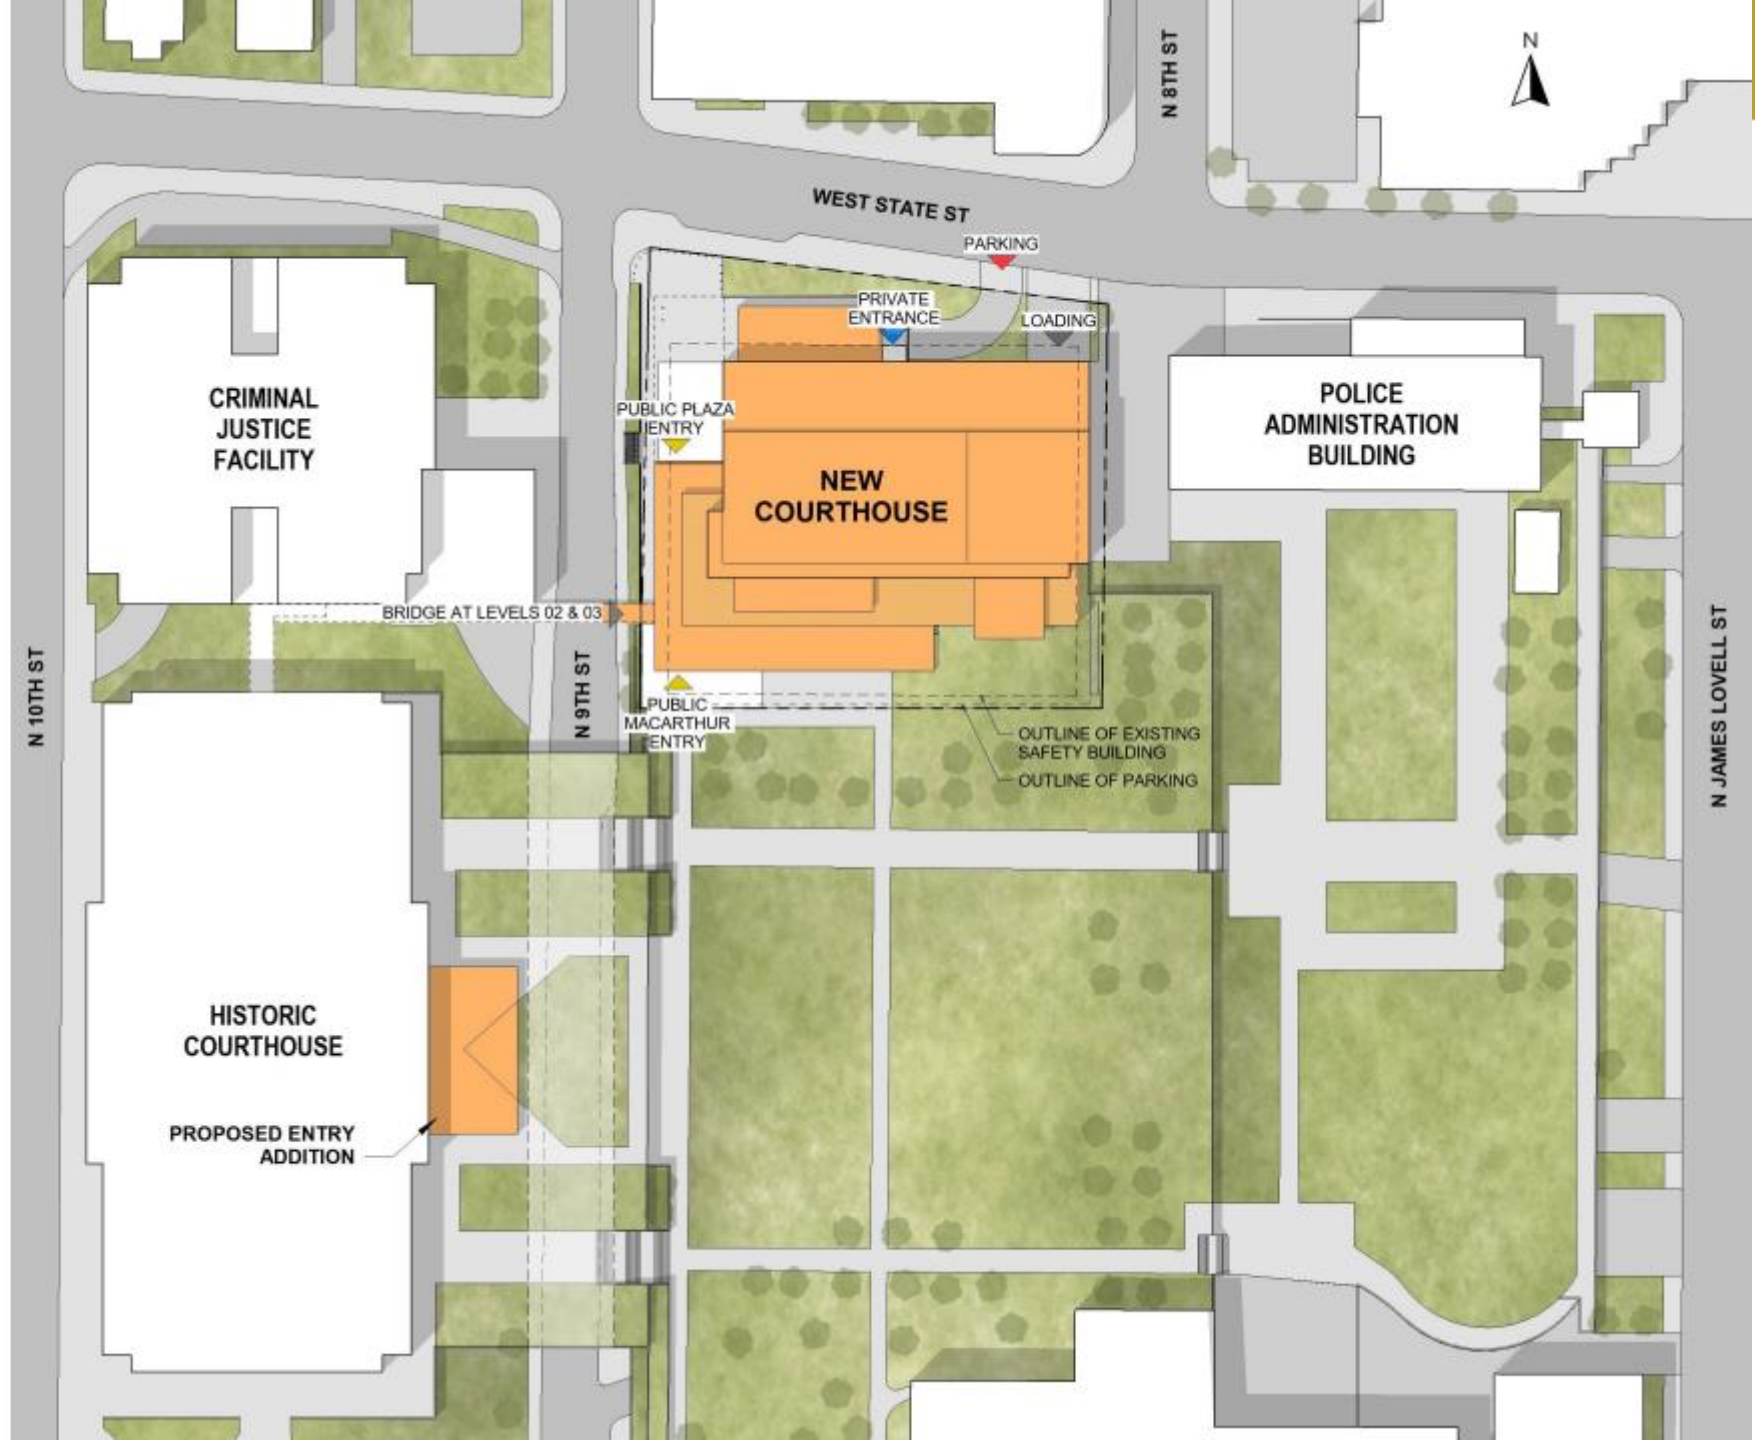 N
N 8TH ST
WEST STATE ST
PARKING
PRIVATE
ENTRANCE
LOADING
CRIMINAL
JUSTICE
FACILITY
PUBLIC PLAZA
ENTRY
NEW
COURTHOUSE
POLICE
ADMINISTRATION
BUILDING
BRIDGE AT LEVELS 02 & 03
N 10TH ST
N 9TH ST
PUBLIC
MACARTHUR
ENTRY
OUTLINE OF EXISTING
SAFETY BUILDING
OUTLINE OF PARKING
N JAMES LOVELL ST
HISTORIC
COURTHOUSE
PROPOSED ENTRY
ADDITION